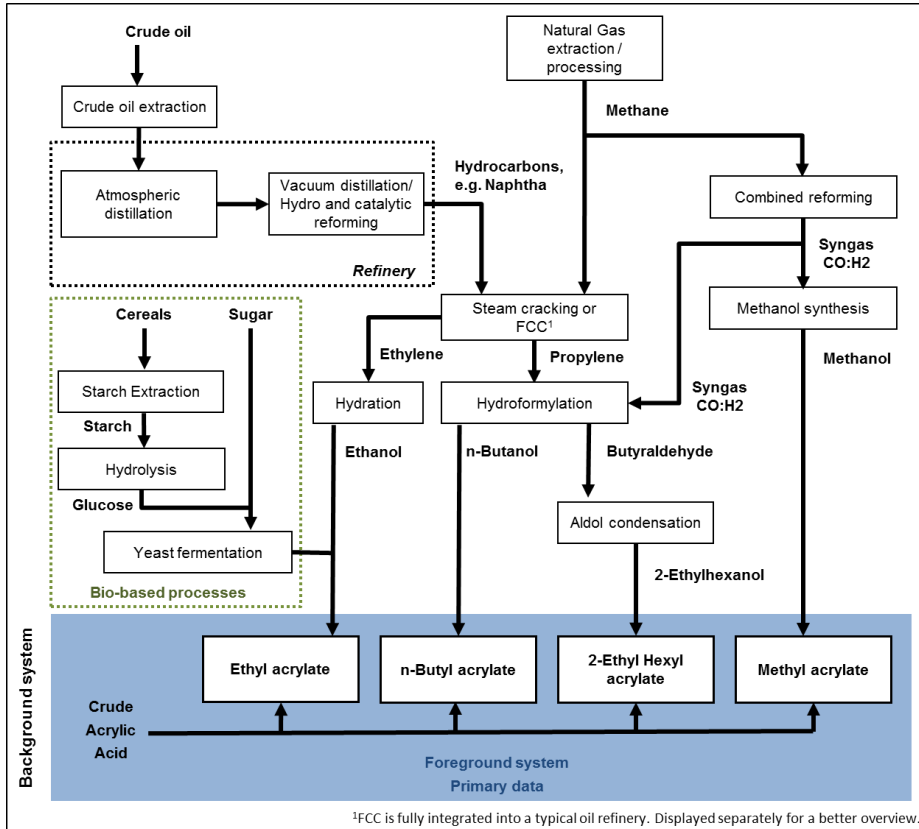 Crude oil
Natural Gas
extraction /
processing
Crude oil extraction
Methane
Atmospheric
distillation
Vacuum distillation/
Hydro and catalytic
reforming
Hydrocarbons,
e.g. Naphtha
Combined reforming
Refinery
Syngas
CO:H2
Cereals
Sugar
Steam cracking or
FCC1
Methanol synthesis
Ethylene
Propylene
Methanol
Starch Extraction
Hydration
Hydroformylation
Syngas
CO:H2
Starch
Ethanol
n-Butanol
Butyraldehyde
Hydrolysis
Glucose
Aldol condensation
Yeast fermentation
2-Ethylhexanol
Bio-based processes
Background system
Ethyl acrylate
n-Butyl acrylate
2-Ethyl Hexyl
acrylate
Methyl acrylate
Crude
Acrylic
Acid
Foreground system
Primary data
1FCC is fully integrated into a typical oil refinery. Displayed separately for a better overview.